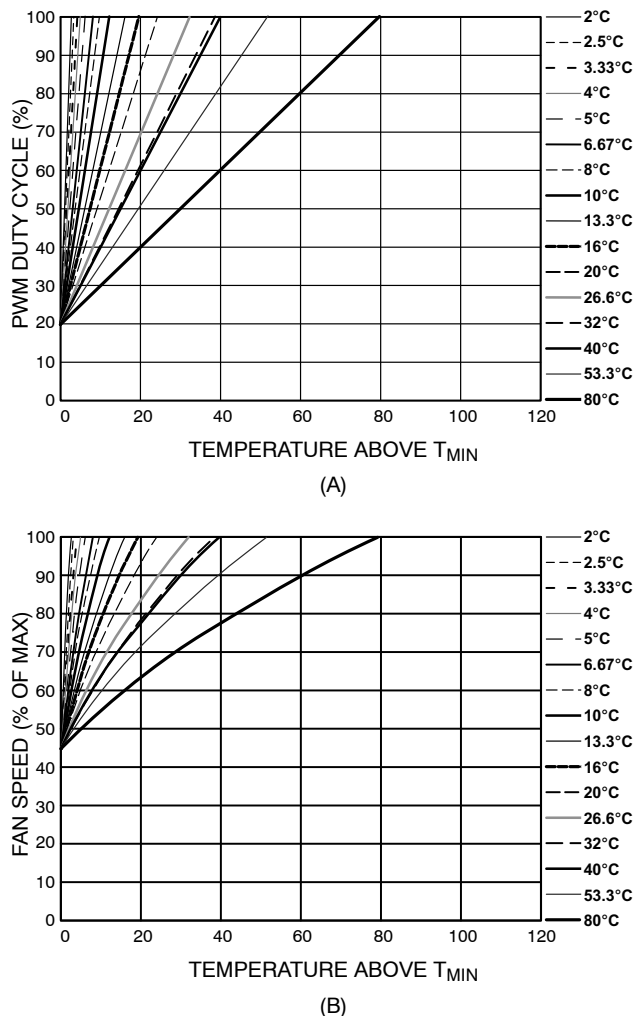 100
90
80
70
60
50
40
30
20
10
0
PWM DUTY CYCLE (%)
0 20 40 60 80 100 120
TEMPERATURE ABOVE TMIN
(A)
2°C
2.5°C
3.33°C
4°C
5°C
6.67°C
8°C
10°C
13.3°C
16°C
20°C
26.6°C
32°C
40°C
53.3°C
80°C
100
90
80
70
60
50
40
30
20
10
0
FAN SPEED (% OF MAX)
0 20 40 60 80 100 120
TEMPERATURE ABOVE TMIN
(B)
2°C
2.5°C
3.33°C
4°C
5°C
6.67°C
8°C
10°C
13.3°C
16°C
20°C
26.6°C
32°C
40°C
53.3°C
80°C